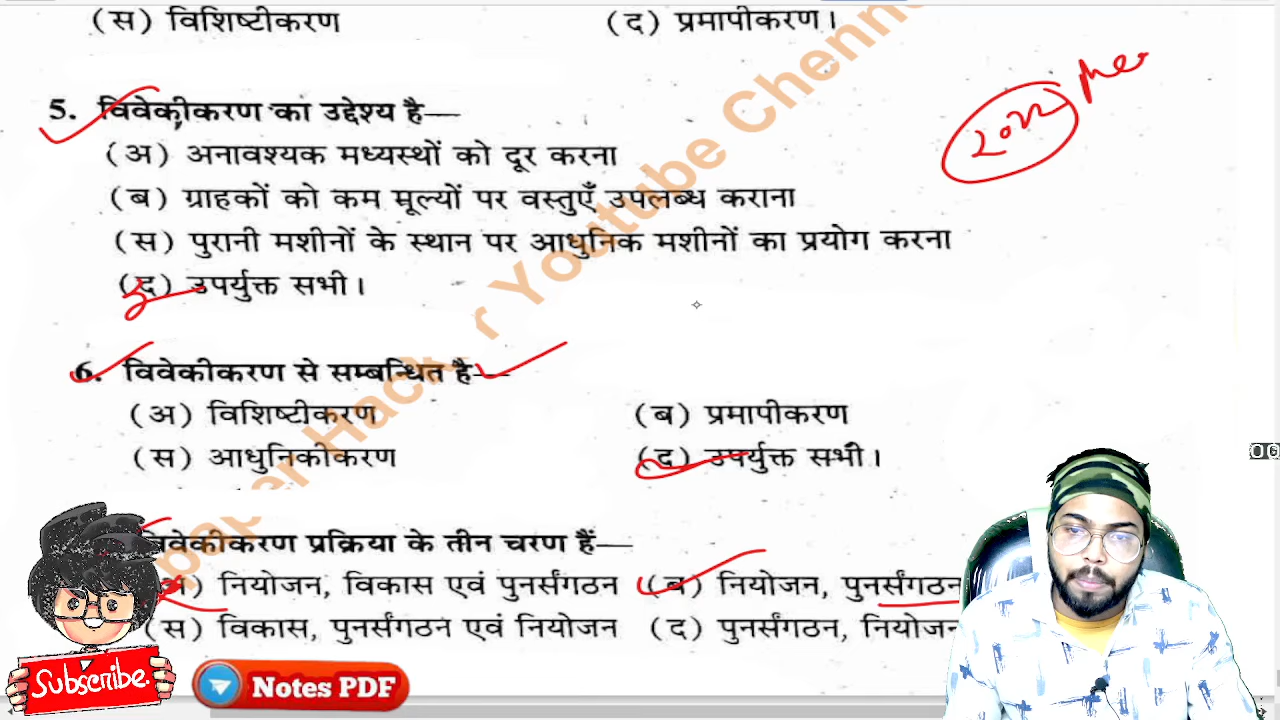 (स) विशिष्टीकरण (द) प्रमापीकरण।
5. विवेकीकरण का उद्देश्य है—
(अ) अनावश्यक मध्यस्थों को दूर करना
(ब) ग्राहकों को कम मूल्यों पर वस्तुएँ उपलब्ध कराना
(स) पुरानी मशीनों के स्थान पर आधुनिक मशीनों का प्रयोग करना
(द) उपर्युक्त सभी।
6. विवेकीकरण से सम्बन्धित है—
(अ) विशिष्टीकरण (ब) प्रमापीकरण
(स) आधुनिकीकरण (द) उपर्युक्त सभी।
विवेकीकरण प्रक्रिया के तीन चरण हैं—
(अ) नियोजन, विकास एवं पुनर्संगठन (ब) नियोजन, पुनर्संगठन
(स) विकास, पुनर्संगठन एवं नियोजन (द) पुनर्संगठन, नियोजन
Youtube
Subscribe.
Notes PDF